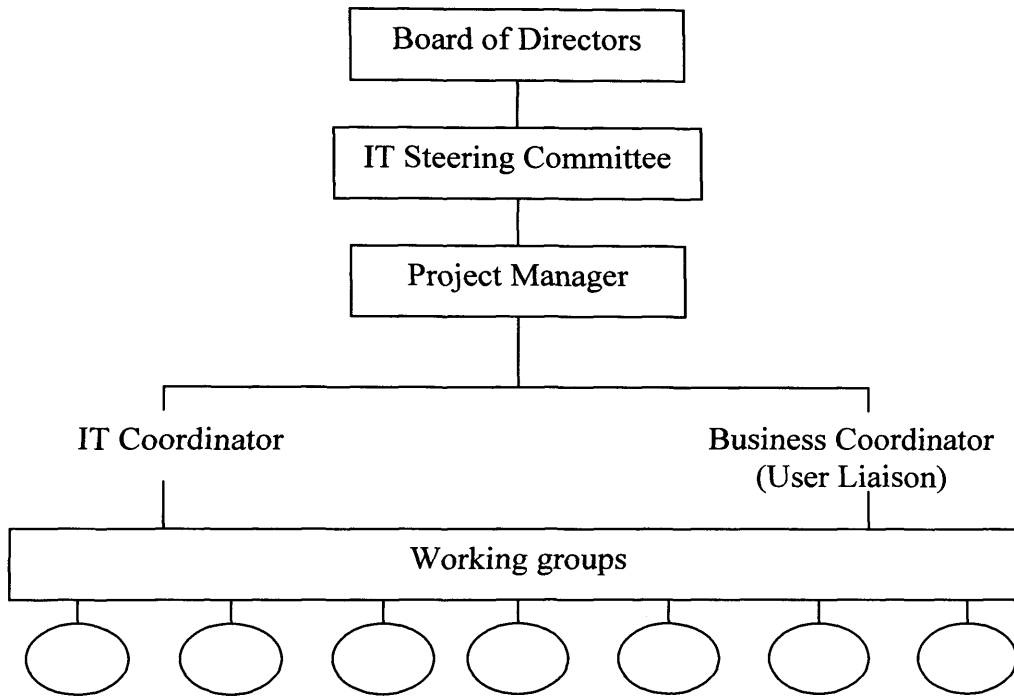 Board of Directors
IT Steering Committee
Project Manager
IT Coordinator
Business Coordinator
(User Liaison)
Working groups